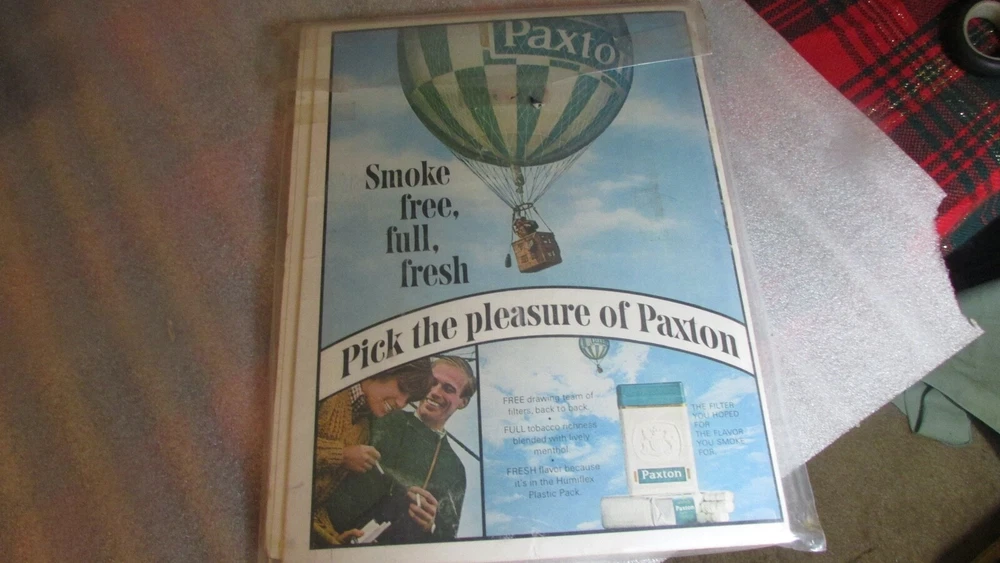 Paxto
Smoke
free,
full,
fresh
Pick the pleasure of Paxton
FREE drawing team of
filters, back to back.
•
FULL tobacco richness
blended with lively
menthol
•
FRESH flavor because
it's in the Humiflex
Plastic Pack.
Paxton
Paxton
THE FILTER
YOU HOPED
FOR
THE FLAVOR
YOU SMOKE
FOR